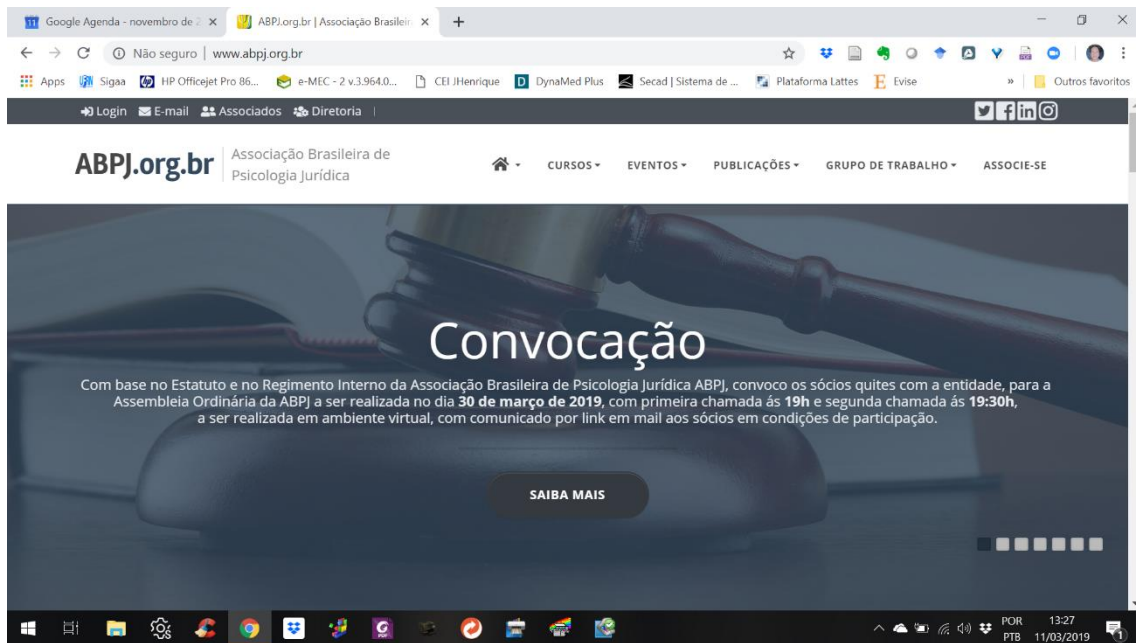 Google Agenda - novembro de 2
ABPJ.org.br | Associação Brasileir
Não seguro | www.abpj.org.br
Apps Sigaa HP Officejet Pro 86... e-MEC - 2 v.3.964.0... CEI JHenrique DynaMed Plus Secad | Sistema de ... Plataforma Lattes Evise » Outros favoritos
Login E-mail Associados Diretoria
ABPJ.org.br
Associação Brasileira de
Psicologia Jurídica
CURSOS EVENTOS PUBLICAÇÕES GRUPO DE TRABALHO ASSOCIE-SE
Convocação
Com base no Estatuto e no Regimento Interno da Associação Brasileira de Psicologia Jurídica ABPJ, convoco os sócios quites com a entidade, para a
Assembleia Ordinária da ABPJ a ser realizada no dia 30 de março de 2019, com primeira chamada ás 19h e segunda chamada ás 19:30h,
a ser realizada em ambiente virtual, com comunicado por link em mail aos sócios em condições de participação.
SAIBA MAIS
POR 13:27
PTB 11/03/2019